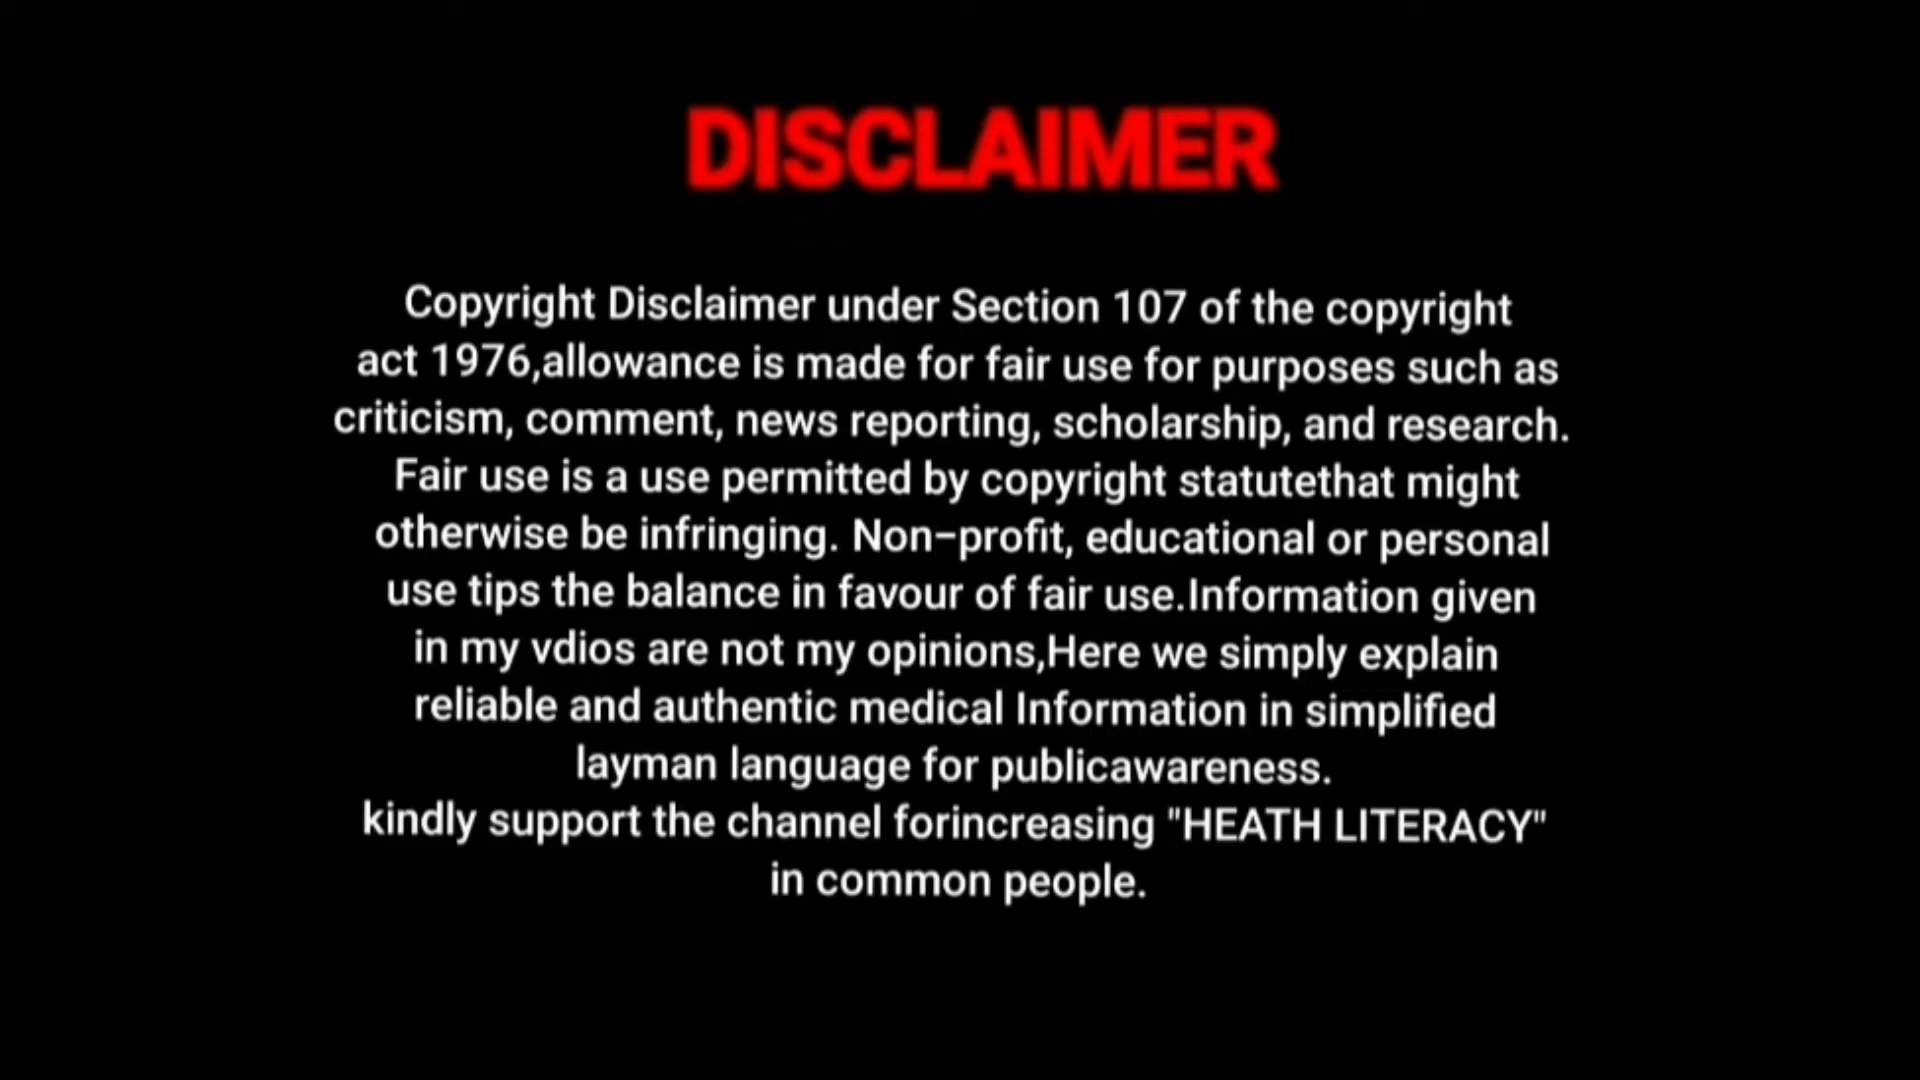 DISCLAIMER
Copyright Disclaimer under Section 107 of the copyright
act 1976,allowance is made for fair use for purposes such as
criticism, comment, news reporting, scholarship, and research.
Fair use is a use permitted by copyright statutethat might
otherwise be infringing. Non-profit, educational or personal
use tips the balance in favour of fair use.Information given
in my vdios are not my opinions,Here we simply explain
reliable and authentic medical Information in simplified
layman language for publicawareness.
kindly support the channel forincreasing "HEATH LITERACY"
in common people.